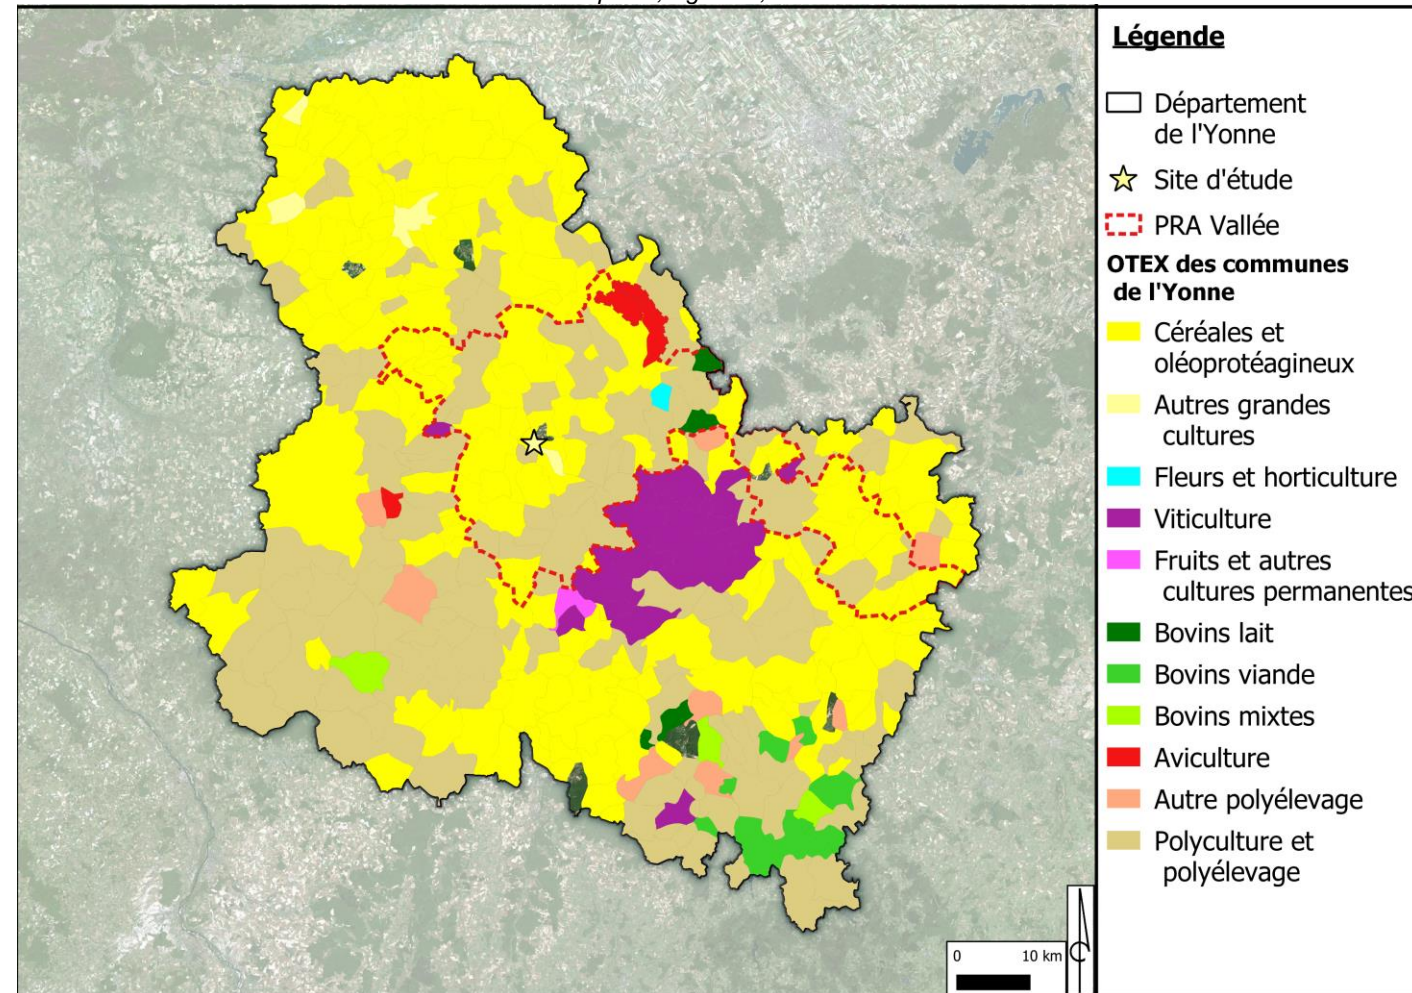 Légende
Département
de l'Yonne
Site d'étude
PRA Vallée
OTEX des communes
de l'Yonne
Céréales et
oléoprotéagineux
Autres grandes
cultures
Fleurs et horticulture
Viticulture
Fruits et autres
cultures permanentes
Bovins lait
Bovins viande
Bovins mixtes
Aviculture
Autre polyélevage
Polyculture et
polyélevage
0 10 km